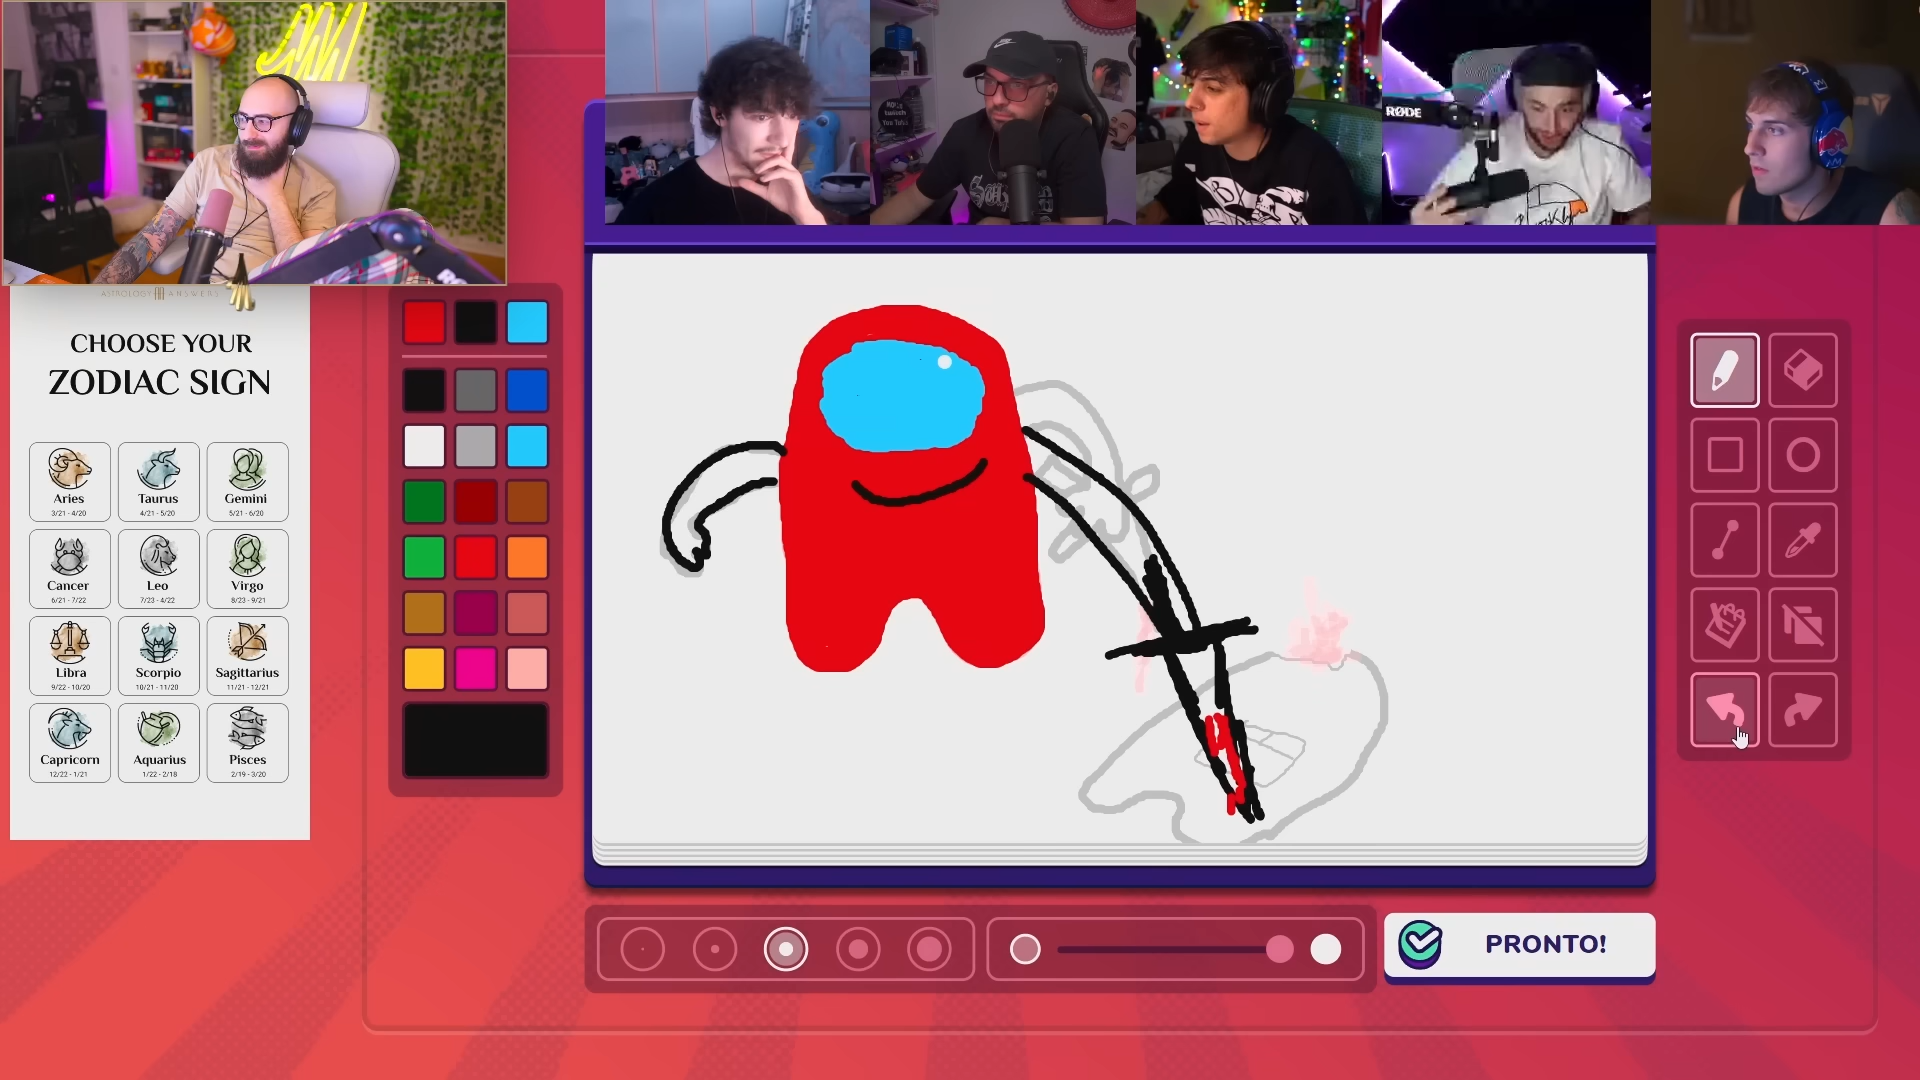 RØDE
ASTROLOGY ANSWERS
CHOOSE YOUR
ZODIAC SIGN
Aries
3/21 - 4/20
Taurus
4/21 - 5/20
Gemini
5/21 - 6/20
Cancer
6/21 - 7/22
Leo
7/23 - 4/22
Virgo
8/23 - 9/21
Libra
9/22 - 10/20
Scorpio
10/21 - 11/20
Sagittarius
11/21 - 12/21
Capricorn
12/22 - 1/21
Aquarius
1/22 - 2/18
Pisces
2/19 - 3/20
PRONTO!